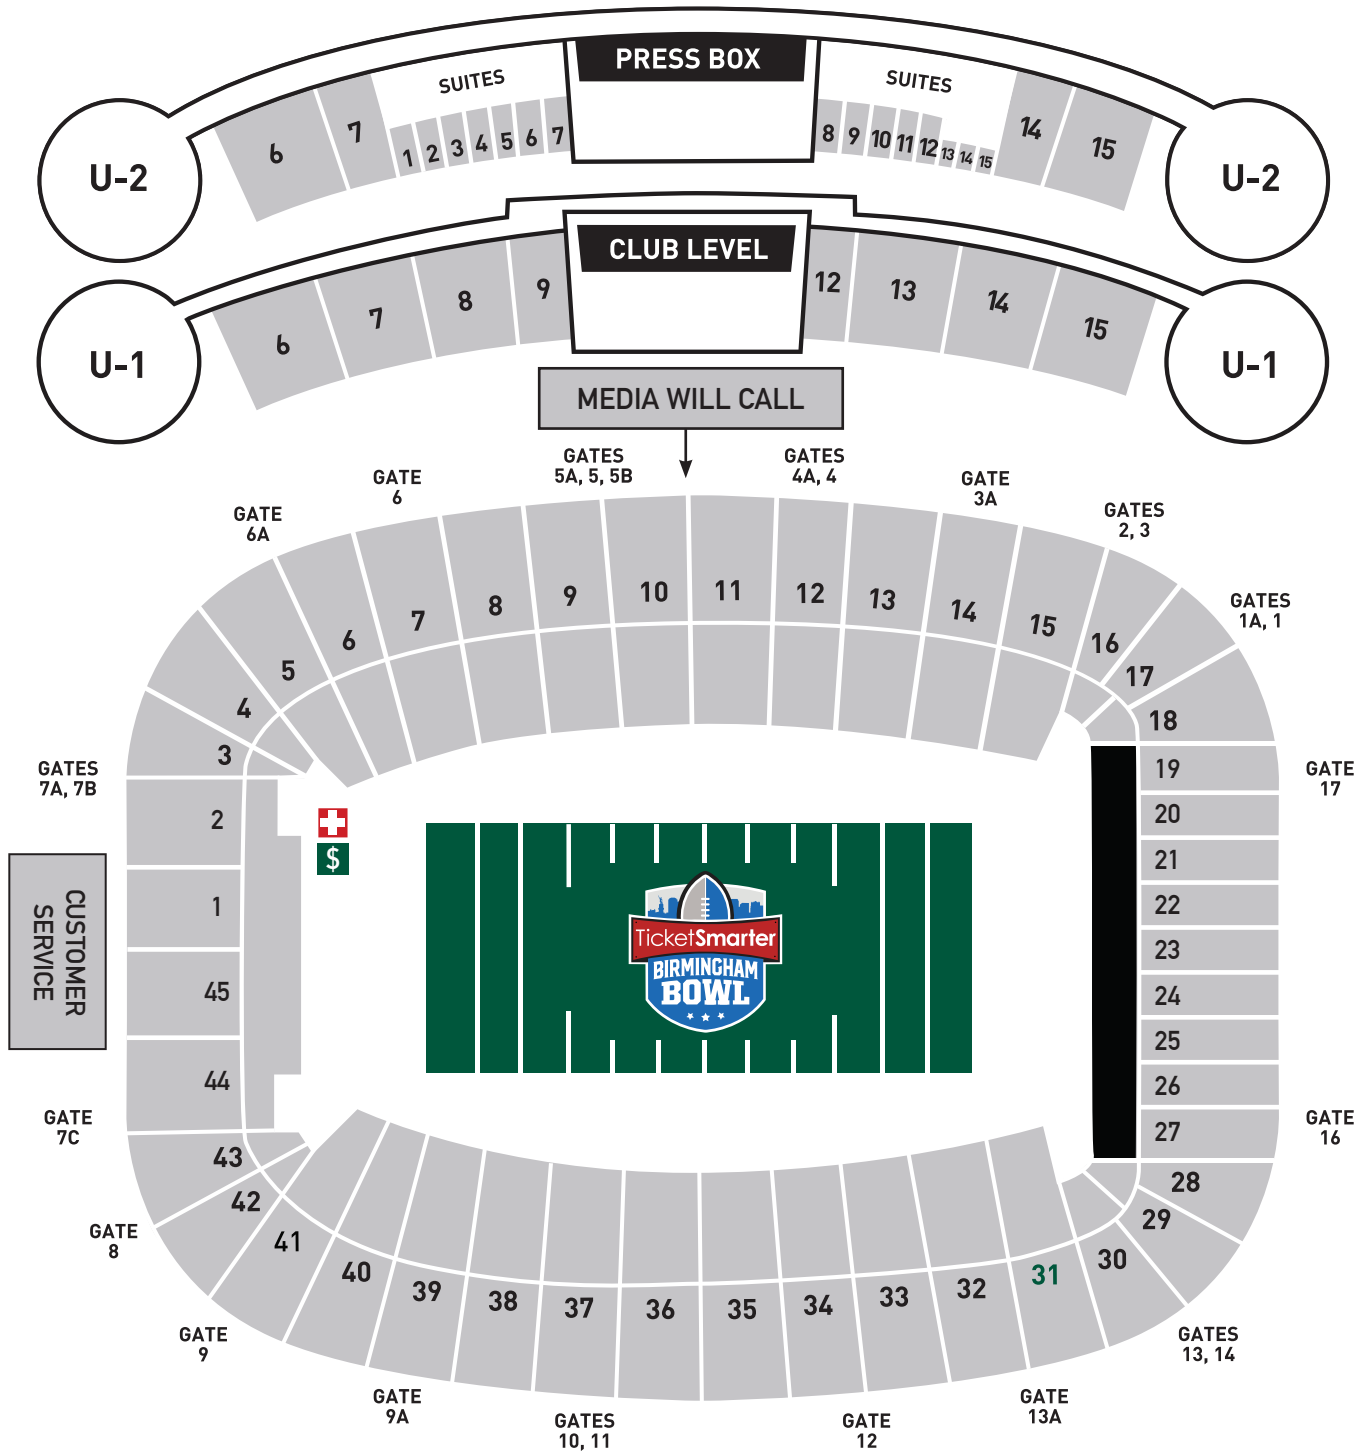 PRESS BOX
SUITES
SUITES
6
7
1
2
3
4
5
6
7
8
9
10
11
12
13
14
15
14
15
U-2
U-2
CLUB LEVEL
6
7
8
9
12
13
14
15
U-1
U-1
MEDIA WILL CALL
GATES
5A, 5, 5B
GATES
4A, 4
GATE
6
GATE
3A
GATE
6A
GATES
2, 3
GATES
1A, 1
3
4
5
6
7
8
9
10
11
12
13
14
15
16
17
18
GATES
7A, 7B
GATE
17
2
1
45
44
CUSTOMER
SERVICE
$
TicketSmarter
BIRMINGHAM
BOWL
19
20
21
22
23
24
25
26
27
GATE
7C
GATE
16
43
42
41
40
39
38
37
36
35
34
33
32
31
30
29
28
GATE
8
GATE
9
GATES
13, 14
GATE
9A
GATE
13A
GATES
10, 11
GATE
12